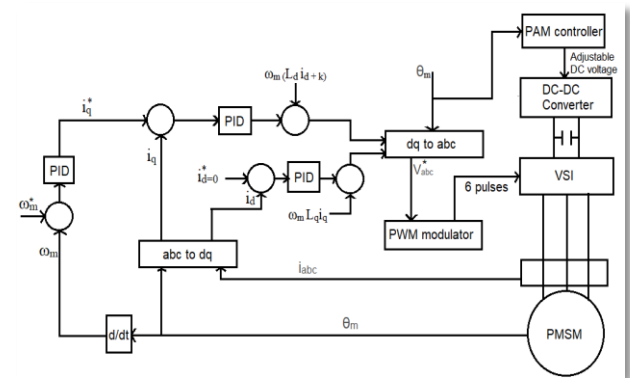 PAM controller
Adjustable
DC voltage
θm
ωm (Ld id + k)
DC-DC
Converter
iq*
PID
dq to abc
iq
i*d=0
PID
V*abc
VSI
PID
id
6 pulses
ω*m
ωm Lq iq
PWM modulator
ωm
abc to dq
iabc
d/dt
θm
PMSM